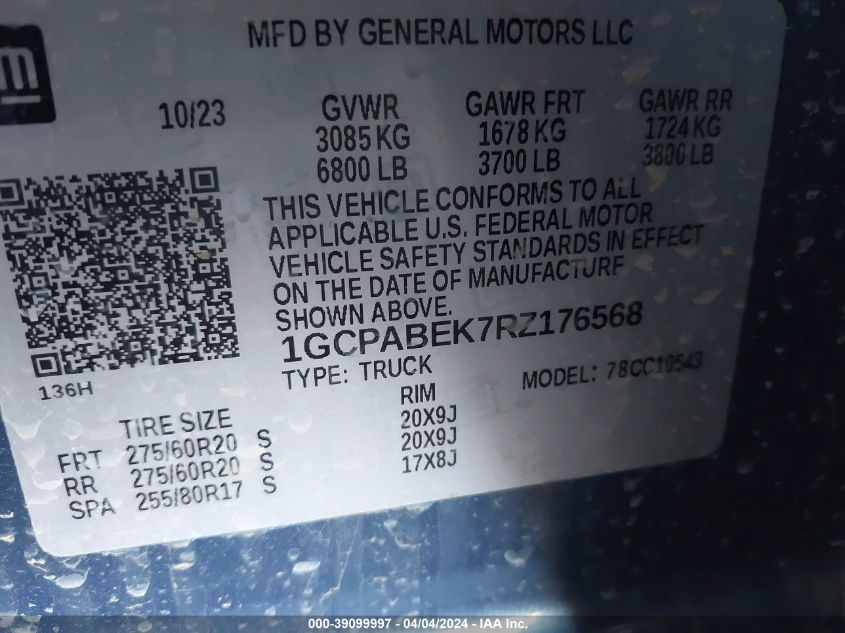 gm
MFD BY GENERAL MOTORS LLC
10/23 GVWR GAWR FRT GAWR RR
3085 KG 1678 KG 1724 KG
6800 LB 3700 LB 3800 LB
THIS VEHICLE CONFORMS TO ALL
APPLICABLE U.S. FEDERAL MOTOR
VEHICLE SAFETY STANDARDS IN EFFECT
ON THE DATE OF MANUFACTURE
SHOWN ABOVE.
1GCPABEK7RZ176568
136H
TYPE: TRUCK MODEL: 78CC10543
TIRE SIZE RIM
FRT 275/60R20 S 20X9J
RR 275/60R20 S 20X9J
SPA 255/80R17 S 17X8J
000-39099997 - 04/04/2024 - IAA Inc.